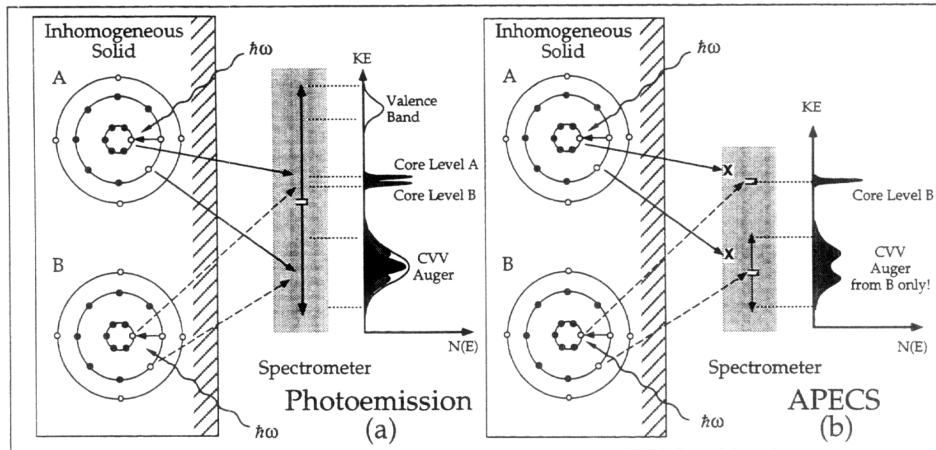 Inhomogeneous
Solid
ħω
A
B
ħω
KE
Valence
Band
Core Level A
Core Level B
CVV
Auger
N(E)
Spectrometer
Photoemission
(a)
Inhomogeneous
Solid
ħω
A
B
ħω
X
X
KE
Core Level B
CVV
Auger
from B only!
N(E)
Spectrometer
APECS
(b)